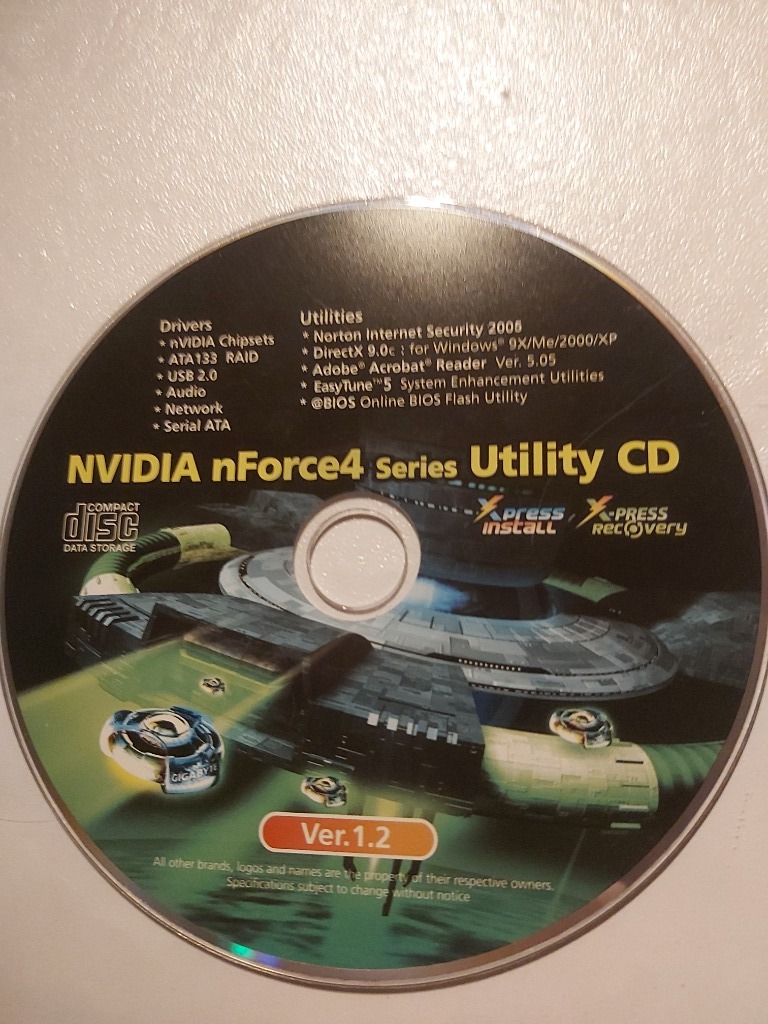 Drivers
* nVIDIA Chipsets
* ATA133 RAID
* USB 2.0
* Audio
* Network
* Serial ATA
Utilities
* Norton Internet Security 2005
* DirectX 9.0c : for Windows® 9X/Me/2000/XP
* Adobe® Acrobat® Reader Ver. 5.05
* EasyTune™5 System Enhancement Utilities
* @BIOS Online BIOS Flash Utility
NVIDIA nForce4 Series Utility CD
COMPACT
disc
DATA STORAGE
Xpress
install
X-PRESS
RecOvery
GIGABYTE
Ver.1.2
All other brands, logos and names are the property of their respective owners.
Specifications subject to change without notice